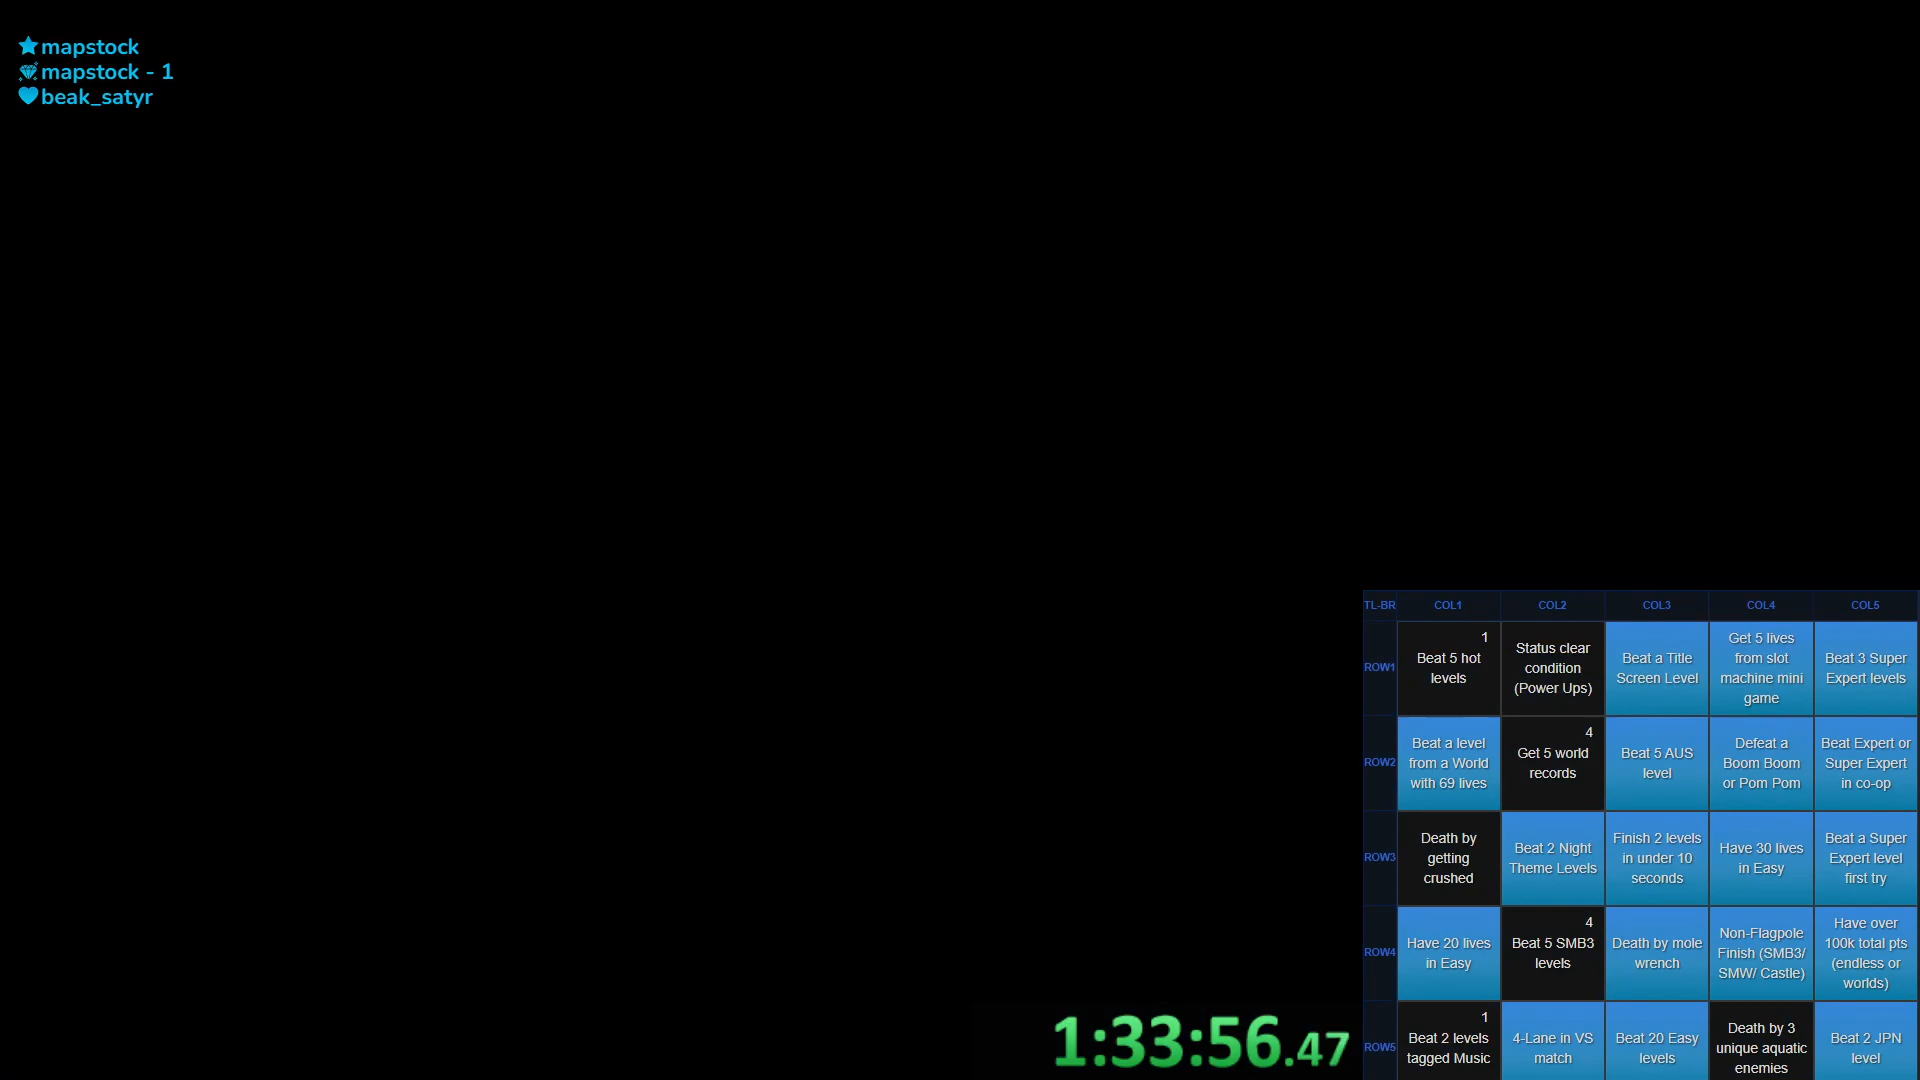 mapstock
mapstock - 1
beak_satyr
TL-BR COL1 COL2 COL3 COL4 COL5
ROW1
1
Beat 5 hot
levels
Status clear
condition
(Power Ups)
Beat a Title
Screen Level
Get 5 lives
from slot
machine mini
game
Beat 3 Super
Expert levels
ROW2
Beat a level
from a World
with 69 lives
4
Get 5 world
records
Beat 5 AUS
level
Defeat a
Boom Boom
or Pom Pom
Beat Expert or
Super Expert
in co-op
ROW3
Death by
getting
crushed
Beat 2 Night
Theme Levels
Finish 2 levels
in under 10
seconds
Have 30 lives
in Easy
Beat a Super
Expert level
first try
ROW4
Have 20 lives
in Easy
4
Beat 5 SMB3
levels
Death by mole
wrench
Non-Flagpole
Finish (SMB3/
SMW/ Castle)
Have over
100k total pts
(endless or
worlds)
ROW5
1
Beat 2 levels
tagged Music
4-Lane in VS
match
Beat 20 Easy
levels
Death by 3
unique aquatic
enemies
Beat 2 JPN
level
1:33:56.47